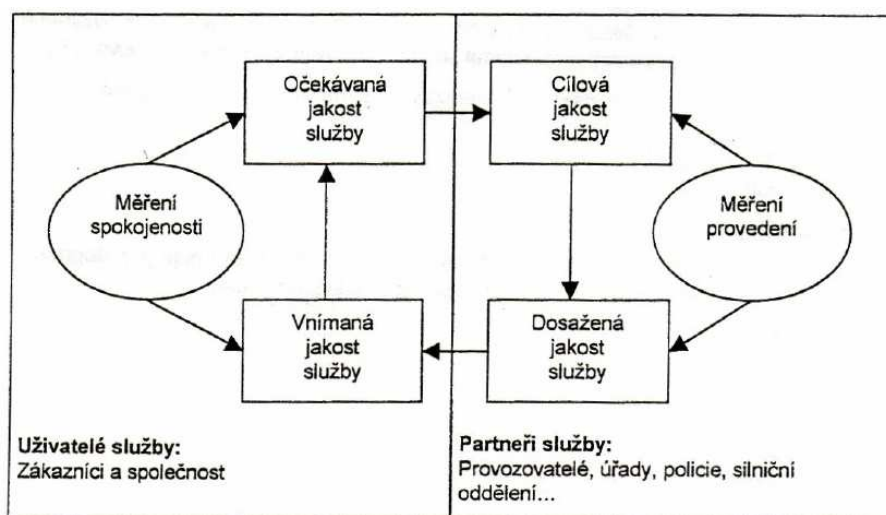 Očekávaná
jakost
služby
Cílová
jakost
služby
Měření
spokojenosti
Měření
provedení
Vnímaná
jakost
služby
Dosažená
jakost
služby
Uživatelé služby:
Zákazníci a společnost
Partneři služby:
Provozovatelé, úřady, policie, silniční
oddělení...